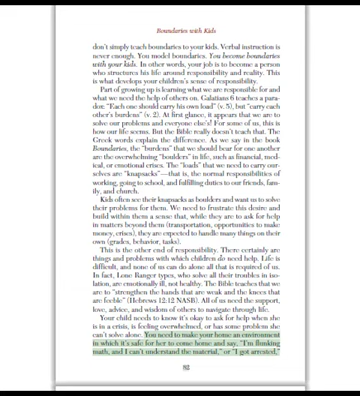 Boundaries with Kids
don't simply teach boundaries to your kids. Verbal instruction is
never enough. You model boundaries. You become boundaries
with your kids. In other words, your job is to become a person
who structures his life around responsibility and reality. This
is what develops your children's sense of responsibility.
Part of growing up is learning what we are responsible for and
what we need the help of others on. Galatians 6 teaches a para-
dox: "Each one should carry his own load" (v. 5), but "carry each
other's burdens" (v. 2). At first glance, it appears that we are to
solve our problems and everyone else's! For some of us, this is
how our life seems. But the Bible really doesn't teach that. The
Greek words explain the difference. As we say in the book
Boundaries, the "burdens" that we should bear for one another
are the overwhelming "boulders" in life, such as financial, med-
ical, or emotional crises. The "loads" that we need to carry our-
selves are "knapsacks"—that is, the normal responsibilities of
working, going to school, and fulfilling duties to our friends, fam-
ily, and church.
Kids often see their knapsacks as boulders and want us to solve
their problems for them. We need to frustrate this desire and
build within them a sense that, while they are to ask for help
in matters beyond them (transportation, opportunities to make
money, crises), they are expected to handle many things on their
own (grades, behavior, tasks).
This is the other end of responsibility. There certainly are
things and problems with which children do need help. Life is
difficult, and none of us can do alone all that is required of us.
In fact, Lone Ranger types, who solve all their troubles in iso-
lation, are emotionally ill, not healthy. The Bible teaches that we
are to "strengthen the hands that are weak and the knees that
are feeble" (Hebrews 12:12 NASB). All of us need the support,
love, advice, and wisdom of others to navigate through life.
Your child needs to know it's okay to ask for help when she
is in a crisis, is feeling overwhelmed, or has some problem she
can't solve alone. You need to make your home an environment
in which it's safe for her to come home and say, "I'm flunking
math, and I can't understand the material," or "I got arrested,"